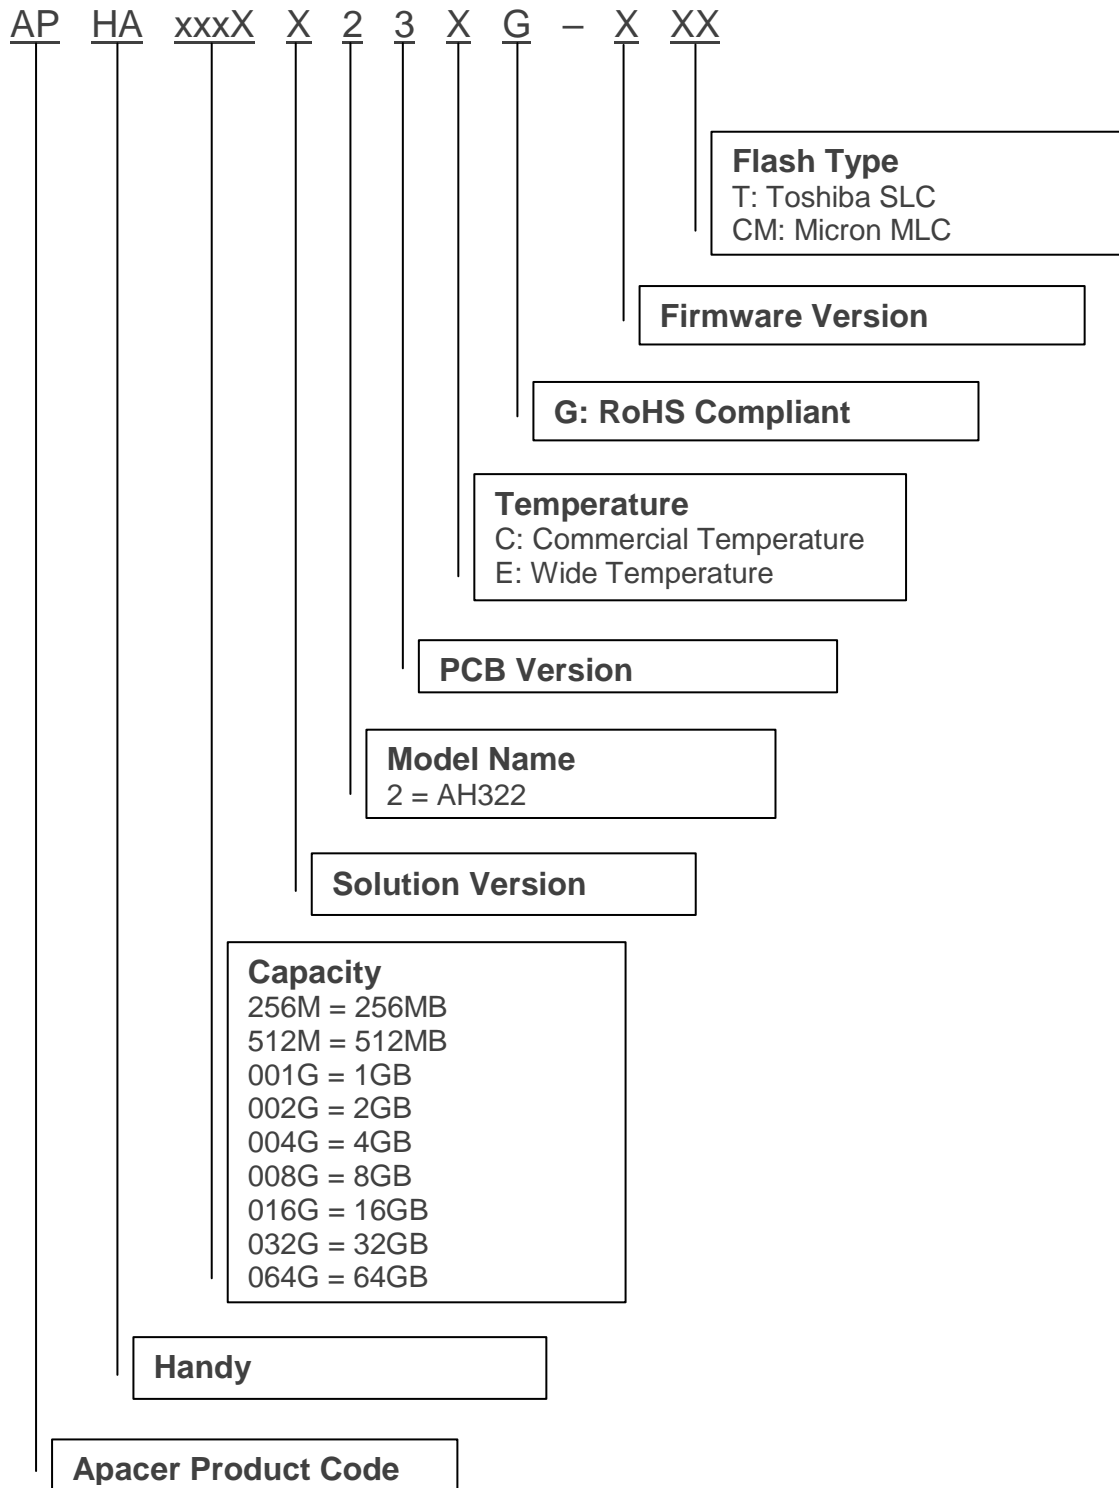 AP HA xxxX X 2 3 X G – X XX
Flash Type
T: Toshiba SLC
CM: Micron MLC
Firmware Version
G: RoHS Compliant
Temperature
C: Commercial Temperature
E: Wide Temperature
PCB Version
Model Name
2 = AH322
Solution Version
Capacity
256M = 256MB
512M = 512MB
001G = 1GB
002G = 2GB
004G = 4GB
008G = 8GB
016G = 16GB
032G = 32GB
064G = 64GB
Handy
Apacer Product Code